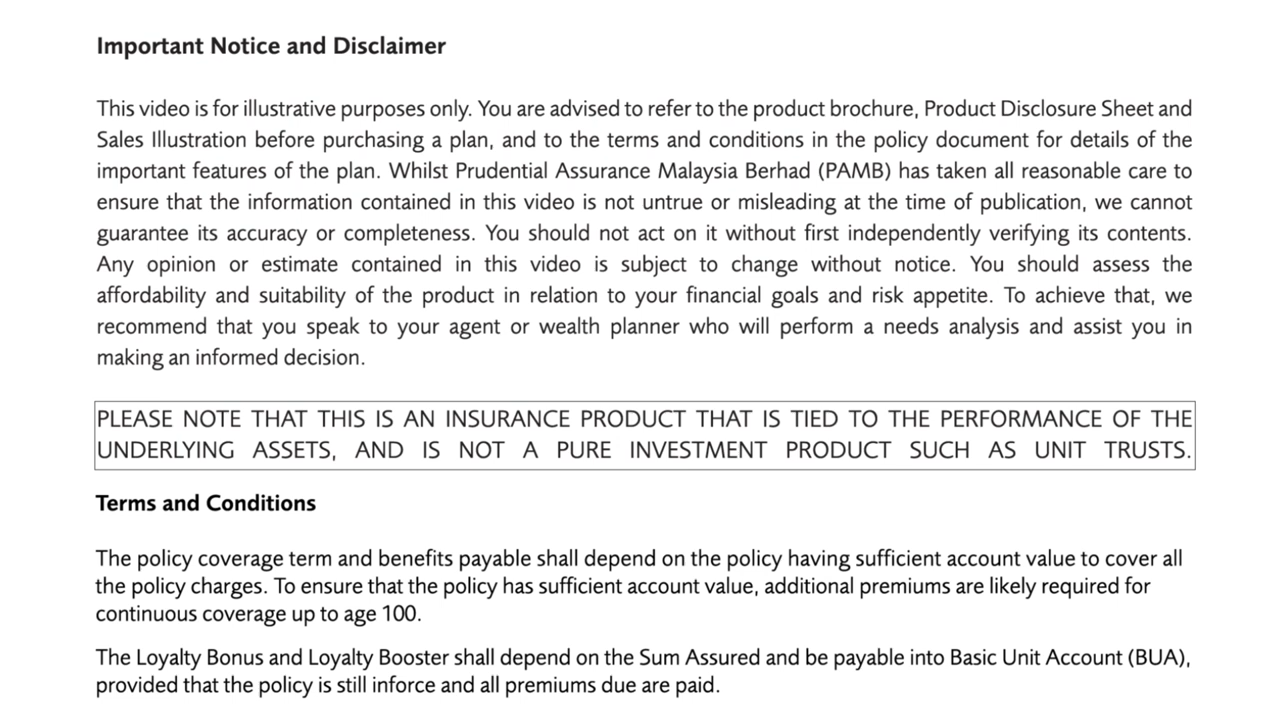 Important Notice and Disclaimer
This video is for illustrative purposes only. You are advised to refer to the product brochure, Product Disclosure Sheet and
Sales Illustration before purchasing a plan, and to the terms and conditions in the policy document for details of the
important features of the plan. Whilst Prudential Assurance Malaysia Berhad (PAMB) has taken all reasonable care to
ensure that the information contained in this video is not untrue or misleading at the time of publication, we cannot
guarantee its accuracy or completeness. You should not act on it without first independently verifying its contents.
Any opinion or estimate contained in this video is subject to change without notice. You should assess the
affordability and suitability of the product in relation to your financial goals and risk appetite. To achieve that, we
recommend that you speak to your agent or wealth planner who will perform a needs analysis and assist you in
making an informed decision.
PLEASE NOTE THAT THIS IS AN INSURANCE PRODUCT THAT IS TIED TO THE PERFORMANCE OF THE
UNDERLYING ASSETS, AND IS NOT A PURE INVESTMENT PRODUCT SUCH AS UNIT TRUSTS.
Terms and Conditions
The policy coverage term and benefits payable shall depend on the policy having sufficient account value to cover all
the policy charges. To ensure that the policy has sufficient account value, additional premiums are likely required for
continuous coverage up to age 100.
The Loyalty Bonus and Loyalty Booster shall depend on the Sum Assured and be payable into Basic Unit Account (BUA),
provided that the policy is still inforce and all premiums due are paid.